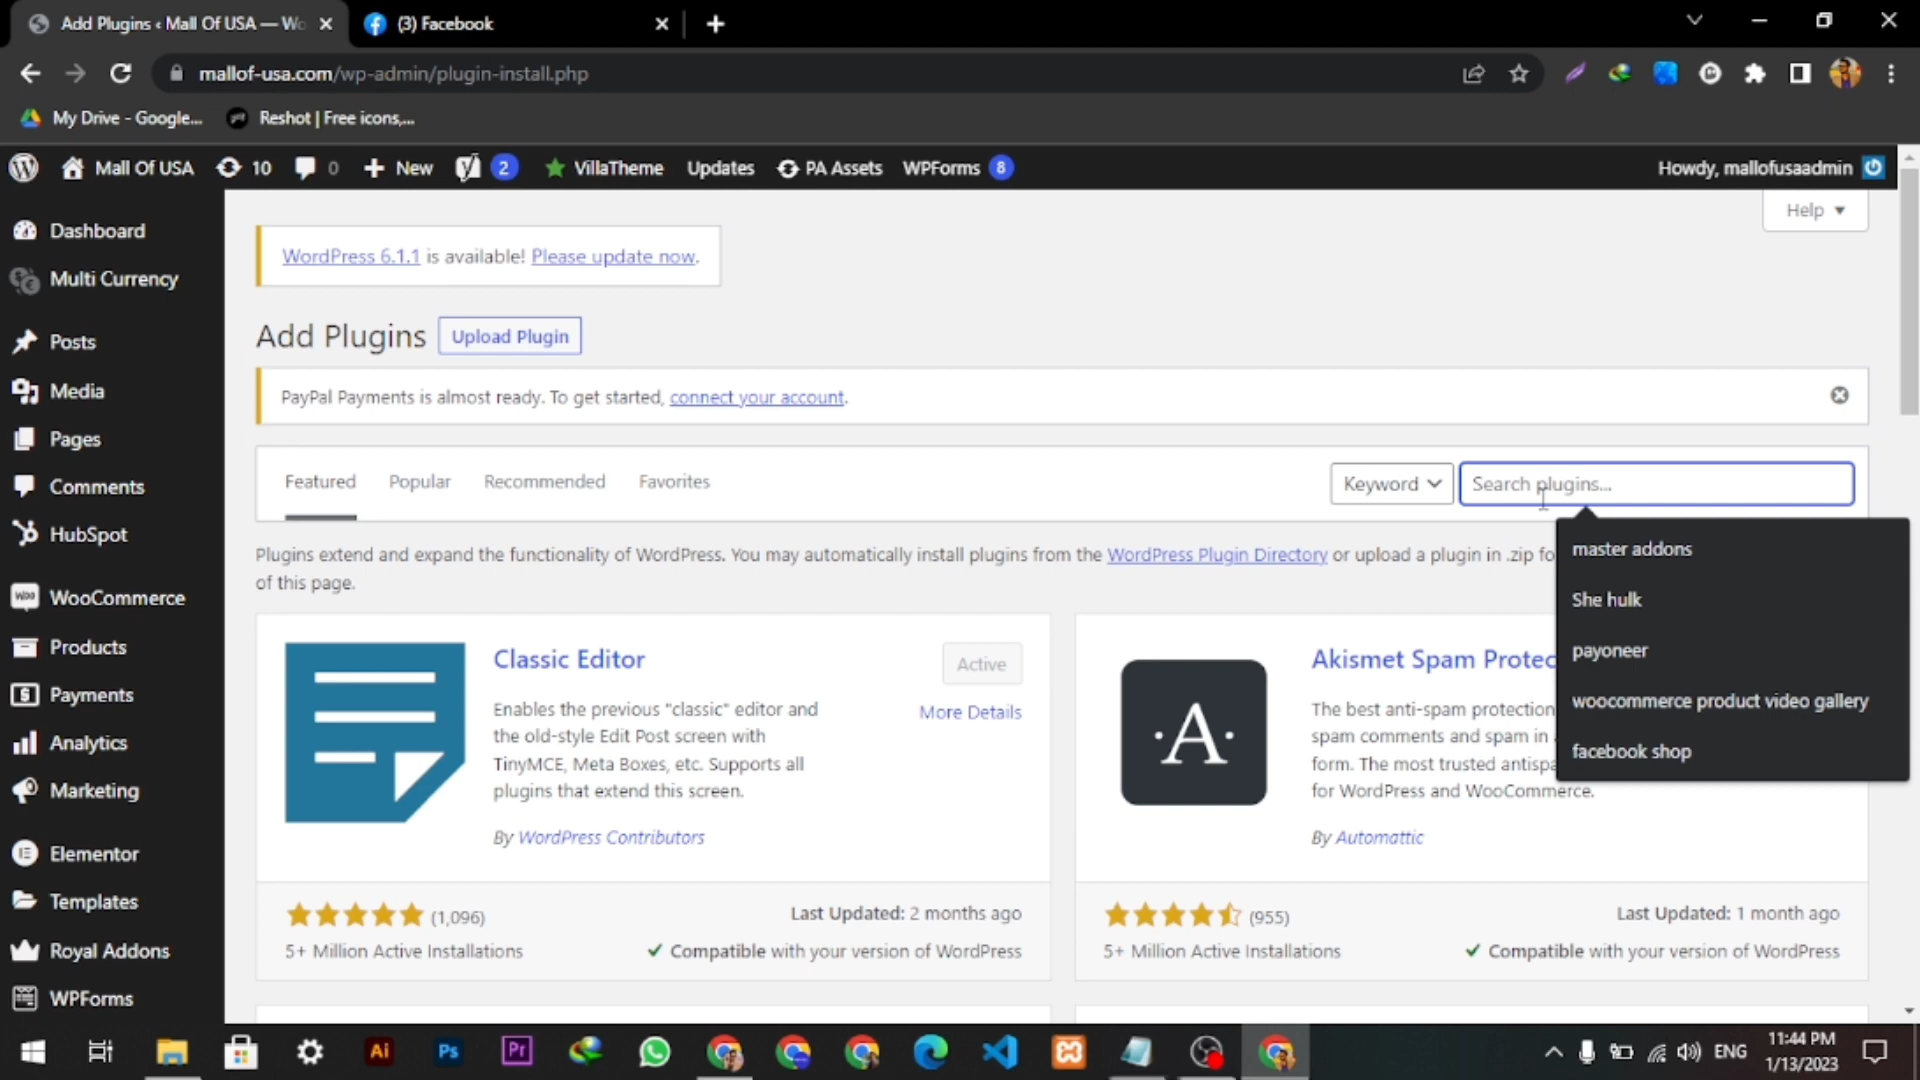 Add Plugins ‹ Mall Of USA — Wo
(3) Facebook
mallof-usa.com/wp-admin/plugin-install.php
My Drive - Google...
Reshot | Free icons,...
Mall Of USA
10
0
New
2
VillaTheme
Updates
PA Assets
WPForms
8
Howdy, mallofusaadmin
Dashboard
Multi Currency
Posts
Media
Pages
Comments
HubSpot
WooCommerce
Products
Payments
Analytics
Marketing
Elementor
Templates
Royal Addons
WPForms
Help
WordPress 6.1.1 is available! Please update now.
Add Plugins
Upload Plugin
PayPal Payments is almost ready. To get started, connect your account.
Featured
Popular
Recommended
Favorites
Keyword
Search plugins...
master addons
She hulk
payoneer
woocommerce product video gallery
facebook shop
Plugins extend and expand the functionality of WordPress. You may automatically install plugins from the WordPress Plugin Directory or upload a plugin in .zip fo
of this page.
Classic Editor
Active
More Details
Enables the previous "classic" editor and
the old-style Edit Post screen with
TinyMCE, Meta Boxes, etc. Supports all
plugins that extend this screen.
By WordPress Contributors
(1,096)
5+ Million Active Installations
Last Updated: 2 months ago
Compatible with your version of WordPress
A
Akismet Spam Protec
The best anti-spam protection
spam comments and spam in
form. The most trusted antispa
for WordPress and WooCommerce.
By Automattic
(955)
5+ Million Active Installations
Last Updated: 1 month ago
Compatible with your version of WordPress
Ai
Ps
Pr
ENG
11:44 PM
1/13/2023